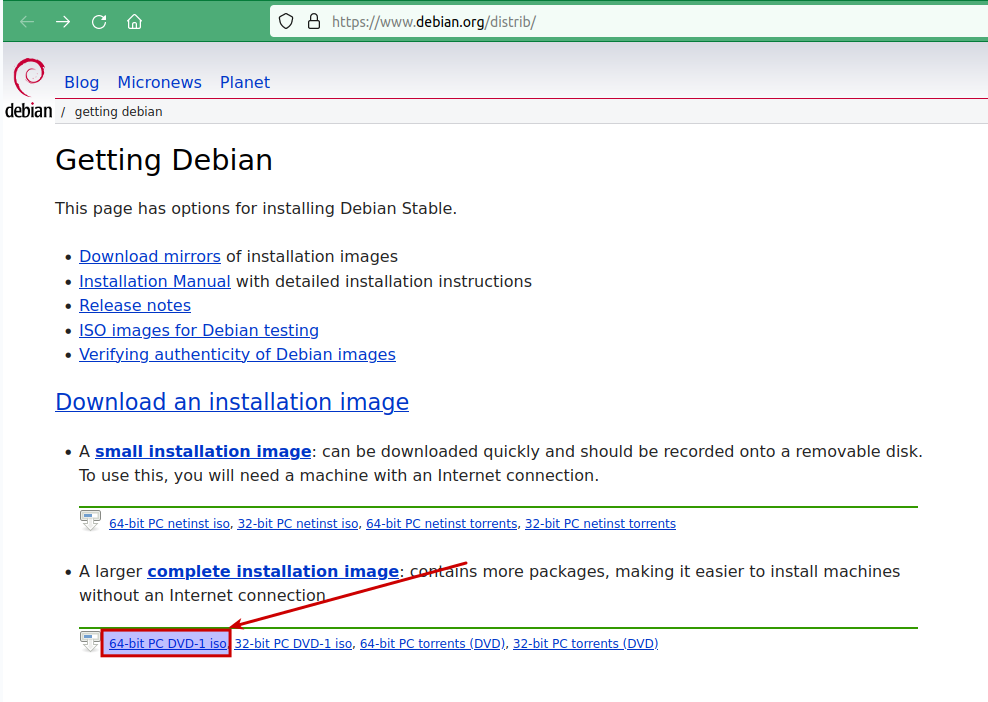 https://www.debian.org/distrib/
Blog Micronews Planet
debian / getting debian
Getting Debian
This page has options for installing Debian Stable.
• Download mirrors of installation images
• Installation Manual with detailed installation instructions
• Release notes
• ISO images for Debian testing
• Verifying authenticity of Debian images
Download an installation image
• A small installation image: can be downloaded quickly and should be recorded onto a removable disk.
To use this, you will need a machine with an Internet connection.
64-bit PC netinst iso, 32-bit PC netinst iso, 64-bit PC netinst torrents, 32-bit PC netinst torrents
• A larger complete installation image: contains more packages, making it easier to install machines
without an Internet connection.
64-bit PC DVD-1 iso, 32-bit PC DVD-1 iso, 64-bit PC torrents (DVD), 32-bit PC torrents (DVD)